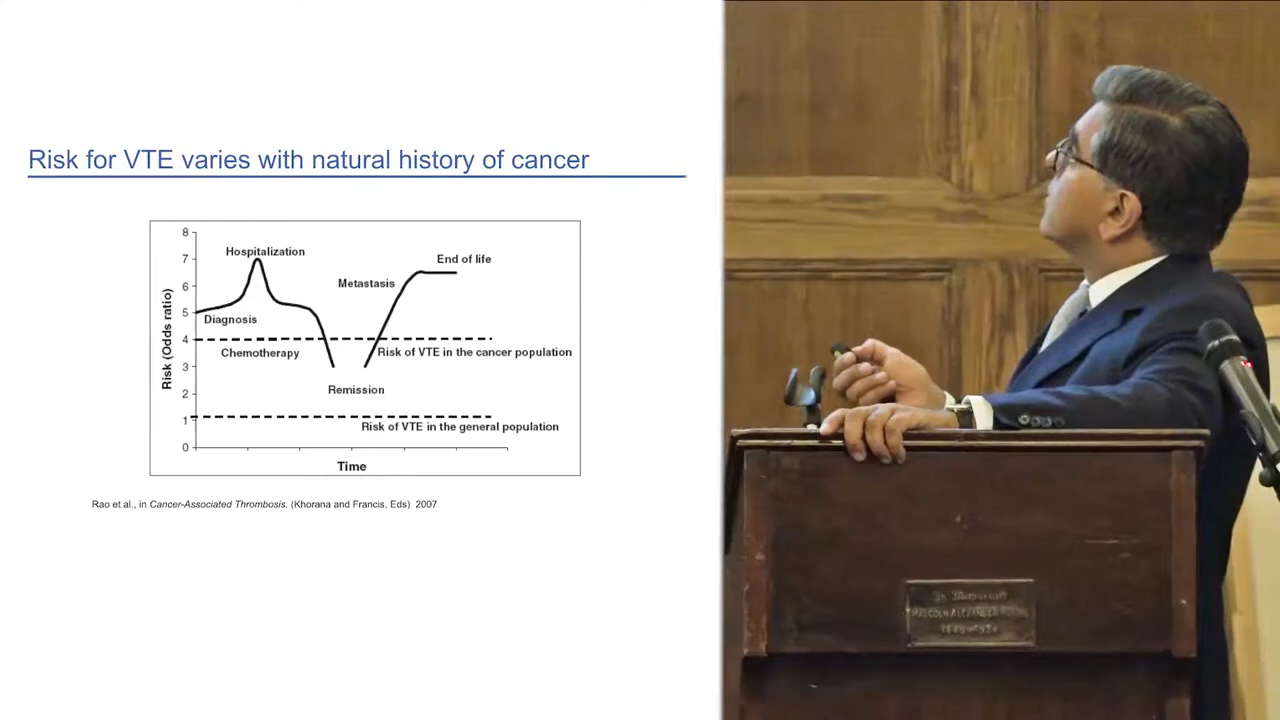 Risk for VTE varies with natural history of cancer
8
7
6
5
4
3
2
1
0
Risk (Odds ratio)
Hospitalization
End of life
Metastasis
Diagnosis
Chemotherapy
Risk of VTE in the cancer population
Remission
Risk of VTE in the general population
Time
Rao et al., in Cancer-Associated Thrombosis. (Khorana and Francis, Eds) 2007
MALCOLM ALEXANDER